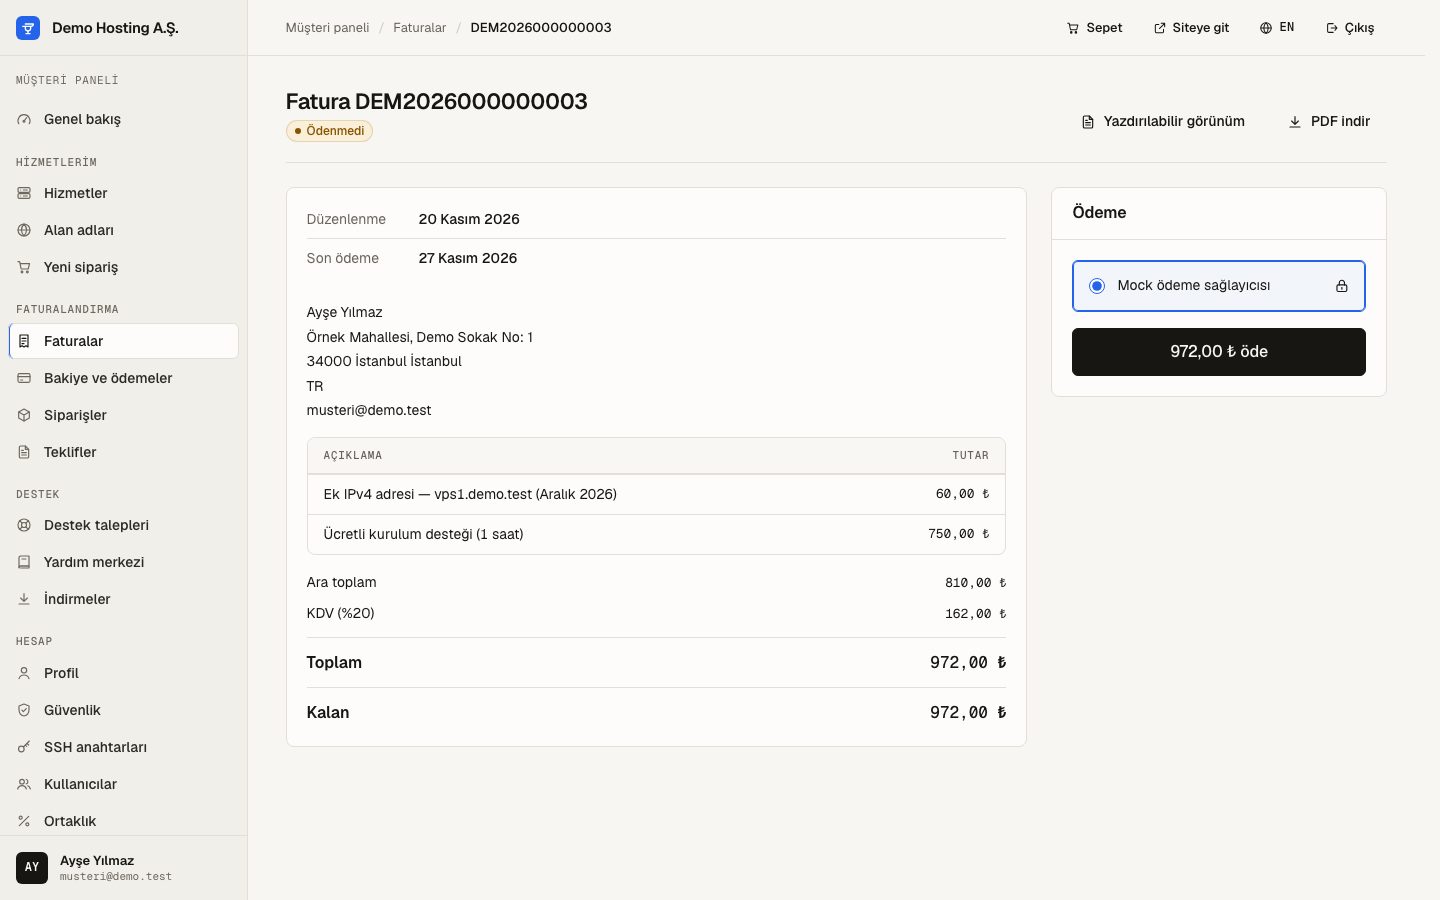 Demo Hosting A.Ş.
MÜŞTERİ PANELİ
Genel bakış
HİZMETLERİM
Hizmetler
Alan adları
Yeni sipariş
FATURALANDIRMA
Faturalar
Bakiye ve ödemeler
Siparişler
Teklifler
DESTEK
Destek talepleri
Yardım merkezi
İndirmeler
HESAP
Profil
Güvenlik
SSH anahtarları
Kullanıcılar
Ortaklık
AY
Ayşe Yılmaz
musteri@demo.test
Müşteri paneli / Faturalar / DEM2026000000003
Sepet
Siteye git
EN
Çıkış
Fatura DEM2026000000003
Ödenmedi
Yazdırılabilir görünüm
PDF indir
Düzenlenme 20 Kasım 2026
Son ödeme 27 Kasım 2026
Ayşe Yılmaz
Örnek Mahallesi, Demo Sokak No: 1
34000 İstanbul İstanbul
TR
musteri@demo.test
AÇIKLAMA TUTAR
Ek IPv4 adresi — vps1.demo.test (Aralık 2026) 60,00 ₺
Ücretli kurulum desteği (1 saat) 750,00 ₺
Ara toplam 810,00 ₺
KDV (%20) 162,00 ₺
Toplam 972,00 ₺
Kalan 972,00 ₺
Ödeme
Mock ödeme sağlayıcısı
972,00 ₺ öde